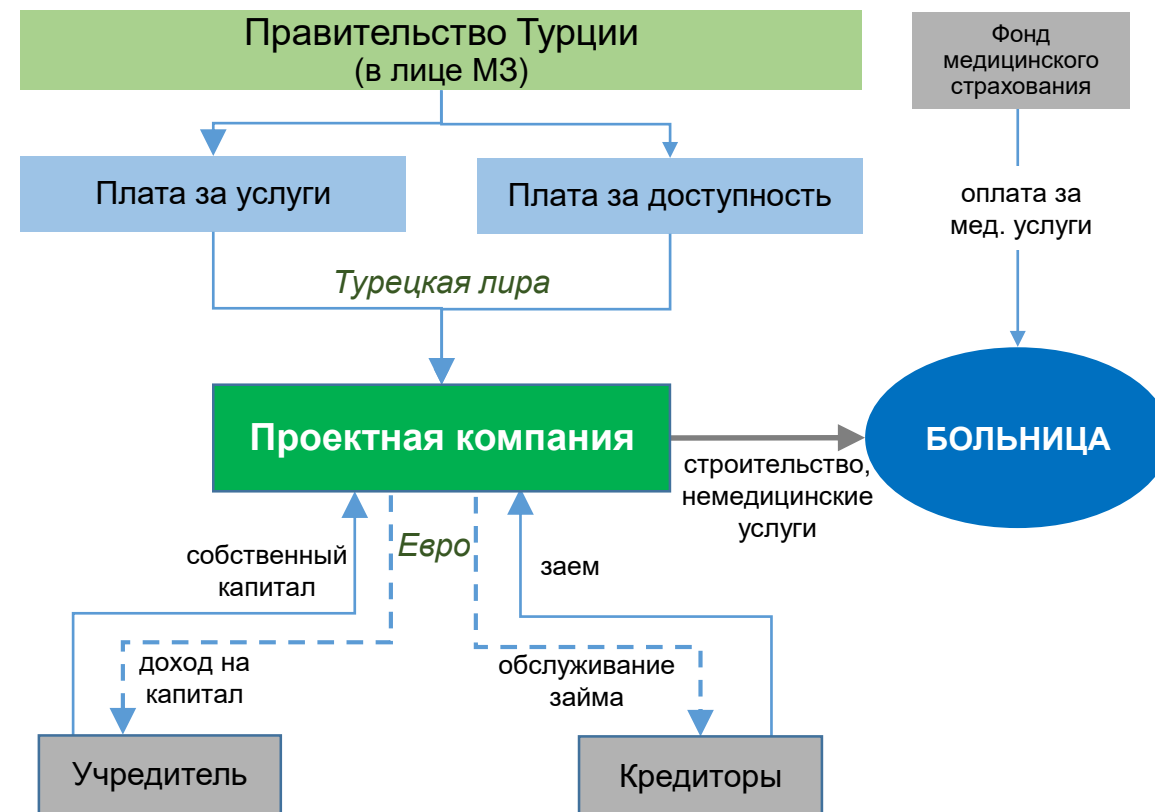 Правительство Турции
(в лице МЗ)
Фонд
медицинского
страхования
Плата за услуги
Плата за доступность
оплата за
мед. услуги
Турецкая лира
Проектная компания
БОЛЬНИЦА
строительство,
немедицинские
услуги
собственный
капитал
Евро
заем
доход на
капитал
обслуживание
займа
Учредитель
Кредиторы